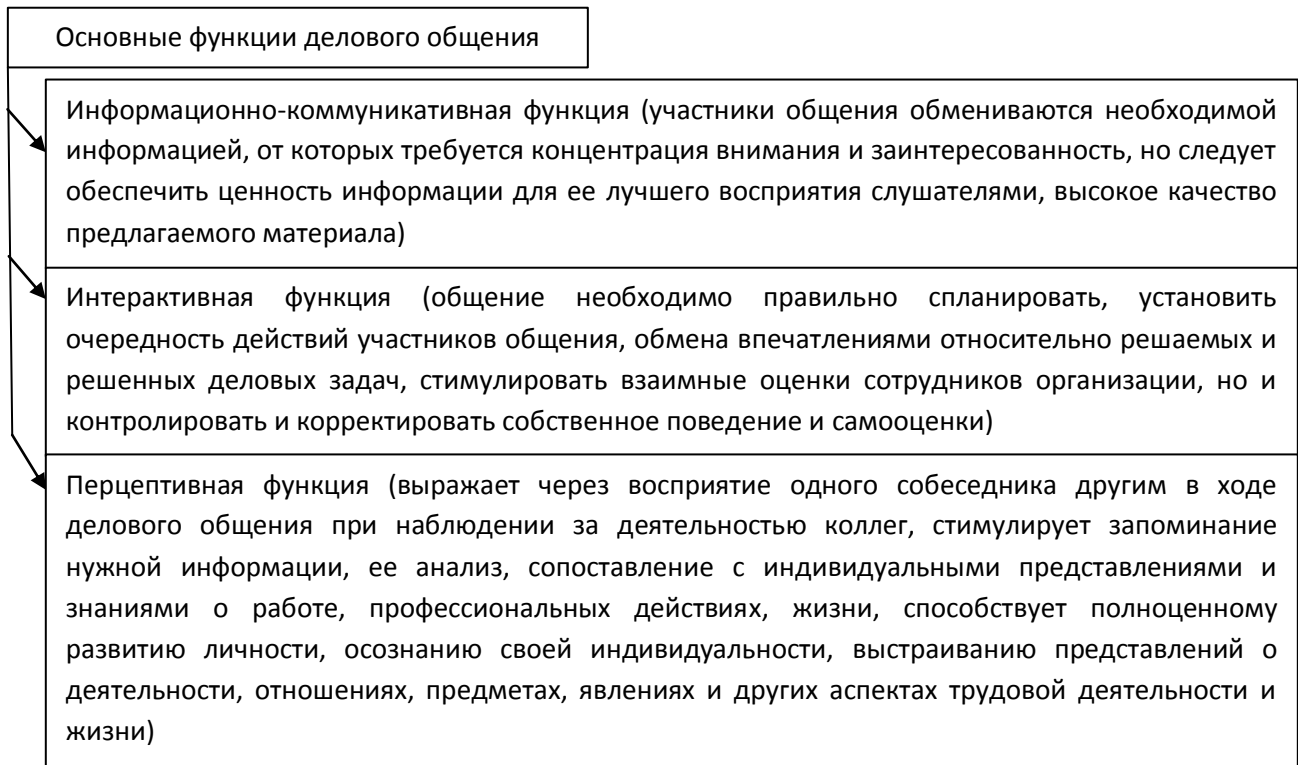 Основные функции делового общения
Информационно-коммуникативная функция (участники общения обмениваются необходимой
информацией, от которых требуется концентрация внимания и заинтересованность, но следует
обеспечить ценность информации для ее лучшего восприятия слушателями, высокое качество
предлагаемого материала)
Интерактивная функция (общение необходимо правильно спланировать, установить
очередность действий участников общения, обмена впечатлениями относительно решаемых и
решенных деловых задач, стимулировать взаимные оценки сотрудников организации, но и
контролировать и корректировать собственное поведение и самооценки)
Перцептивная функция (выражает через восприятие одного собеседника другим в ходе
делового общения при наблюдении за деятельностью коллег, стимулирует запоминание
нужной информации, ее анализ, сопоставление с индивидуальными представлениями и
знаниями о работе, профессиональных действиях, жизни, способствует полноценному
развитию личности, осознанию своей индивидуальности, выстраиванию представлений о
деятельности, отношениях, предметах, явлениях и других аспектах трудовой деятельности и
жизни)